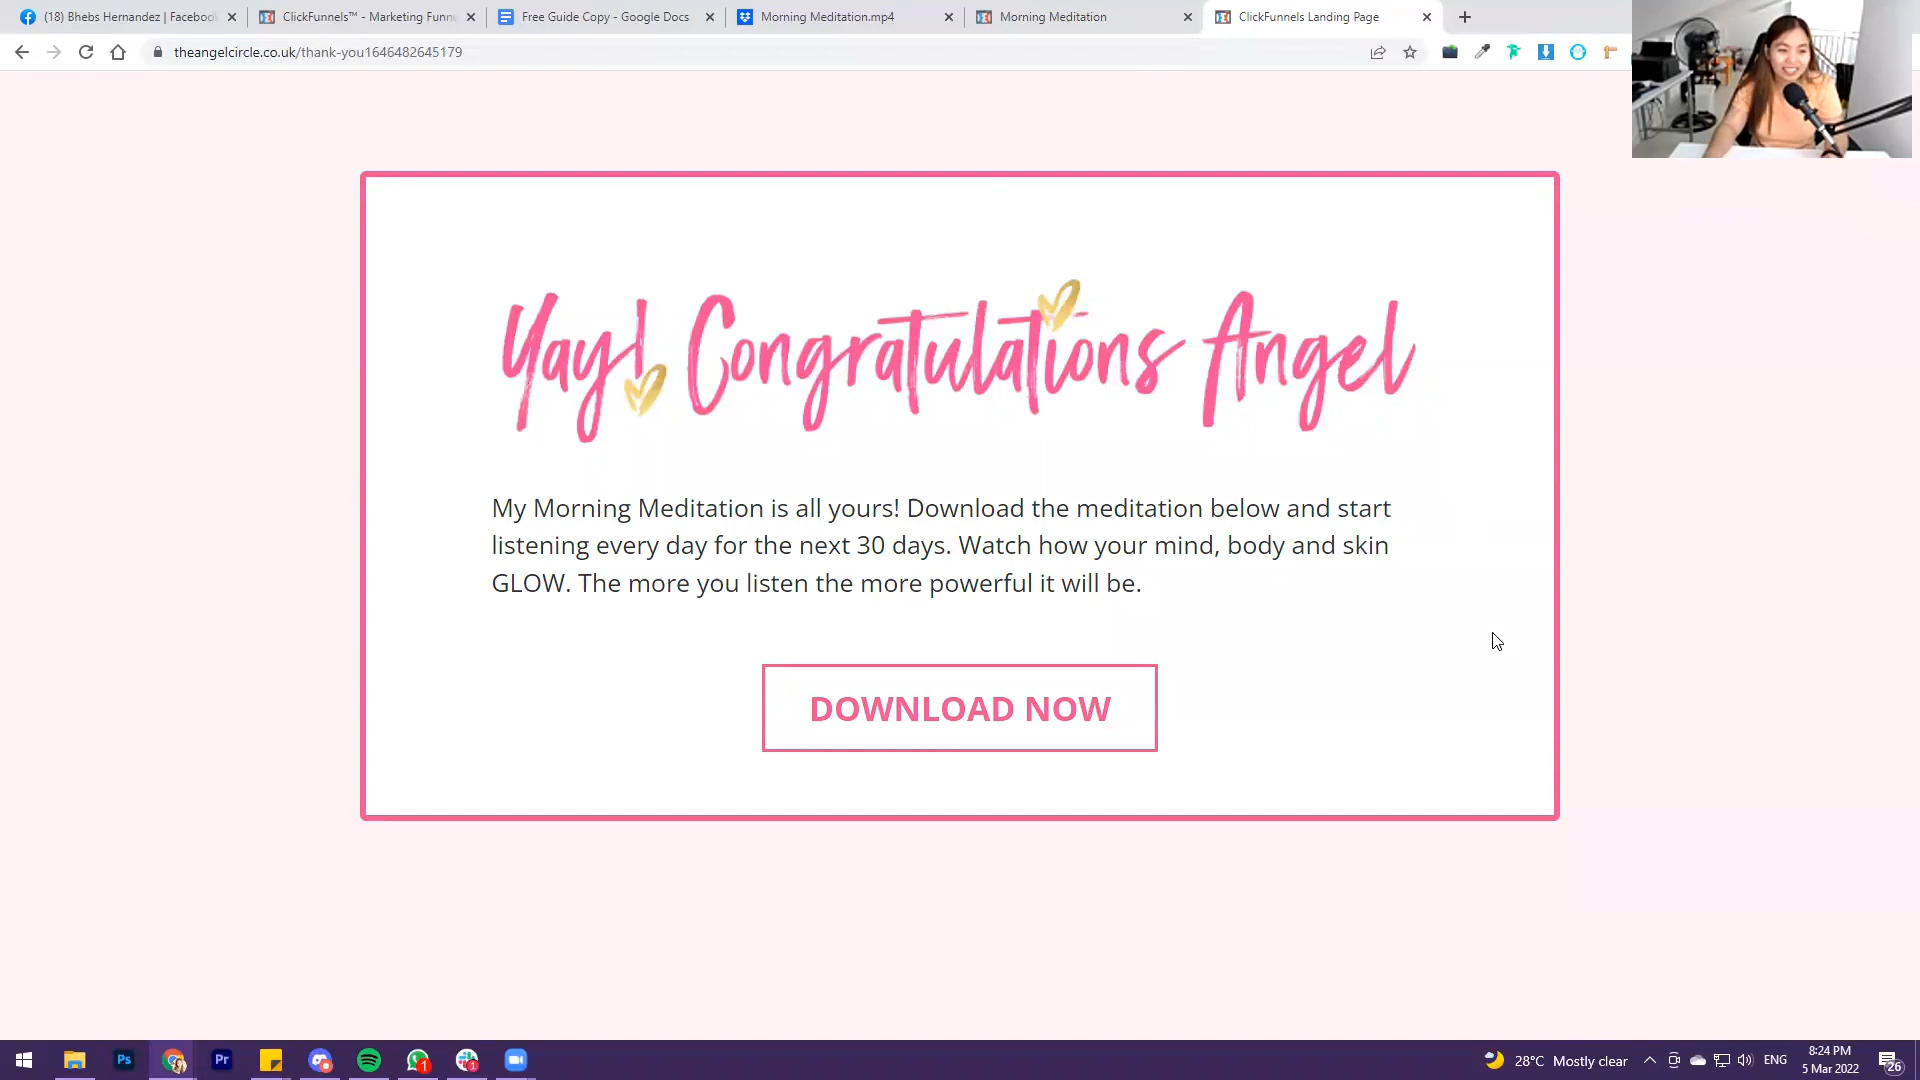 (18) Bhebs Hernandez | Faceboo
ClickFunnels™ - Marketing Funn
Free Guide Copy - Google Docs
Morning Meditation.mp4
Morning Meditation
ClickFunnels Landing Page
theangelcircle.co.uk/thank-you1646482645179
Yay! Congratulations Angel
My Morning Meditation is all yours! Download the meditation below and start
listening every day for the next 30 days. Watch how your mind, body and skin
GLOW. The more you listen the more powerful it will be.
DOWNLOAD NOW
Ps
Pr
1
1
28°C Mostly clear
ENG
8:24 PM
5 Mar 2022
26